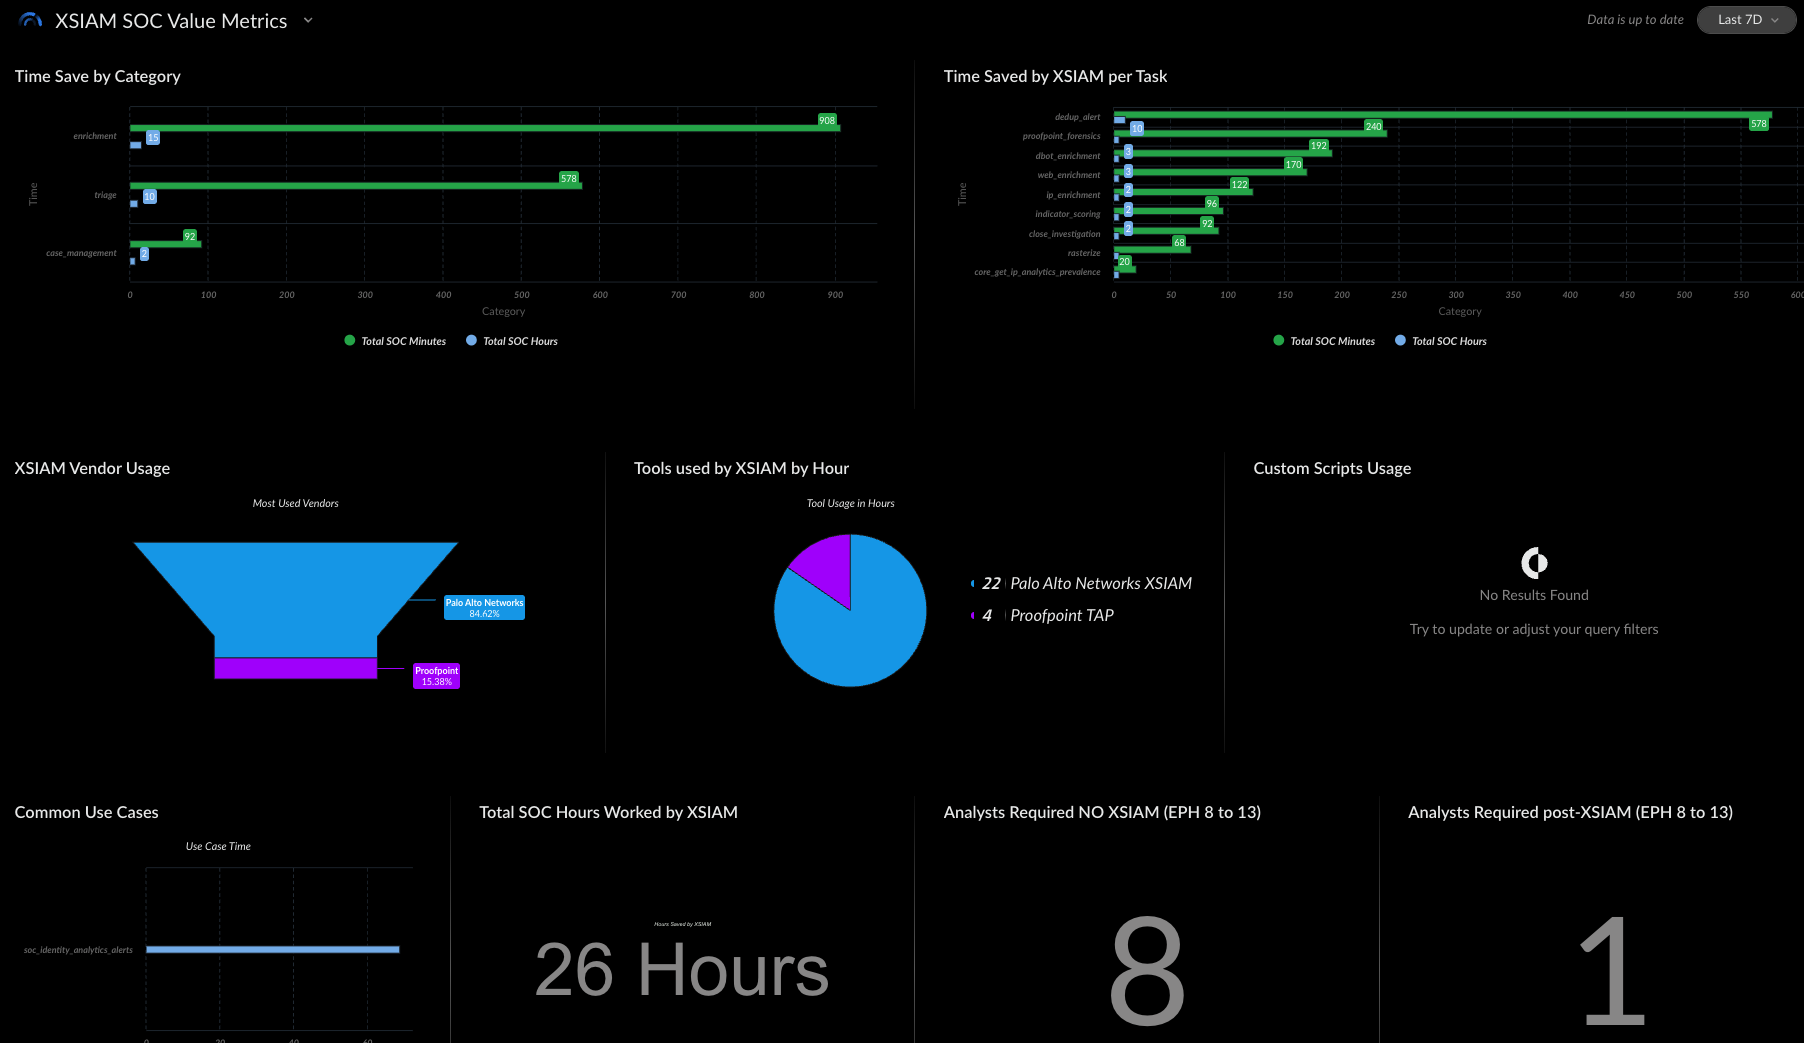 XSIAM SOC Value Metrics
Data is up to date
Last 7D
Time Save by Category
Time
enrichment
908
15
triage
578
10
case_management
92
2
0 100 200 300 400 500 600 700 800 900
Category
Total SOC Minutes Total SOC Hours
Time Saved by XSIAM per Task
Time
dedup_alert
578
10
proofpoint_forensics
240
3
dbot_enrichment
192
3
web_enrichment
170
2
ip_enrichment
122
2
indicator_scoring
96
2
close_investigation
92
rasterize
68
core_get_ip_analytics_prevalence
20
0 50 100 150 200 250 300 350 400 450 500 550 600
Category
Total SOC Minutes Total SOC Hours
XSIAM Vendor Usage
Most Used Vendors
Palo Alto Networks
84.62%
Proofpoint
15.38%
Tools used by XSIAM by Hour
Tool Usage in Hours
22 Palo Alto Networks XSIAM
4 Proofpoint TAP
Custom Scripts Usage
No Results Found
Try to update or adjust your query filters
Common Use Cases
Use Case Time
soc_identity_analytics_alerts
0 20 40 60
Total SOC Hours Worked by XSIAM
Hours Saved by XSIAM
26 Hours
Analysts Required NO XSIAM (EPH 8 to 13)
8
Analysts Required post-XSIAM (EPH 8 to 13)
1